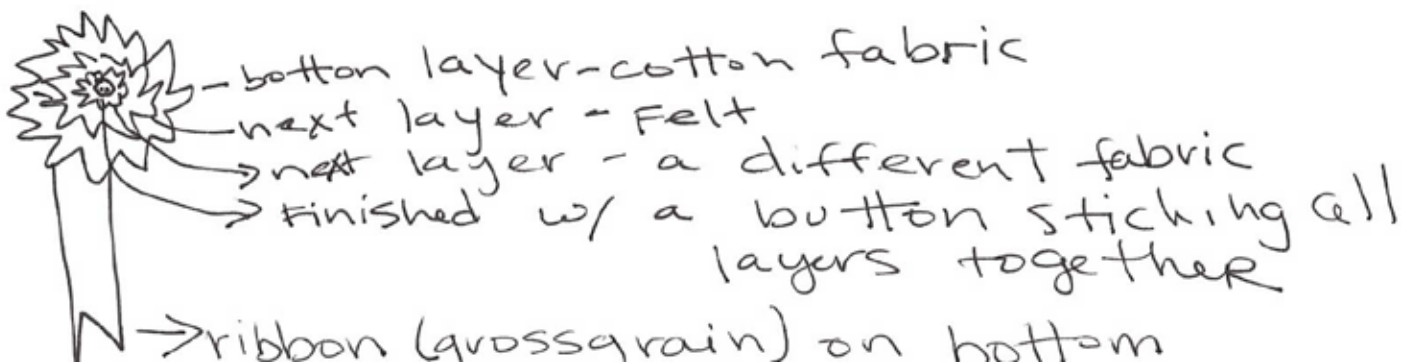 - botton layer-cotton fabric
- next layer - Felt
→ next layer - a different fabric
→ Finished w/ a button sticking all
layers together
→ ribbon (grossgrain) on bottom